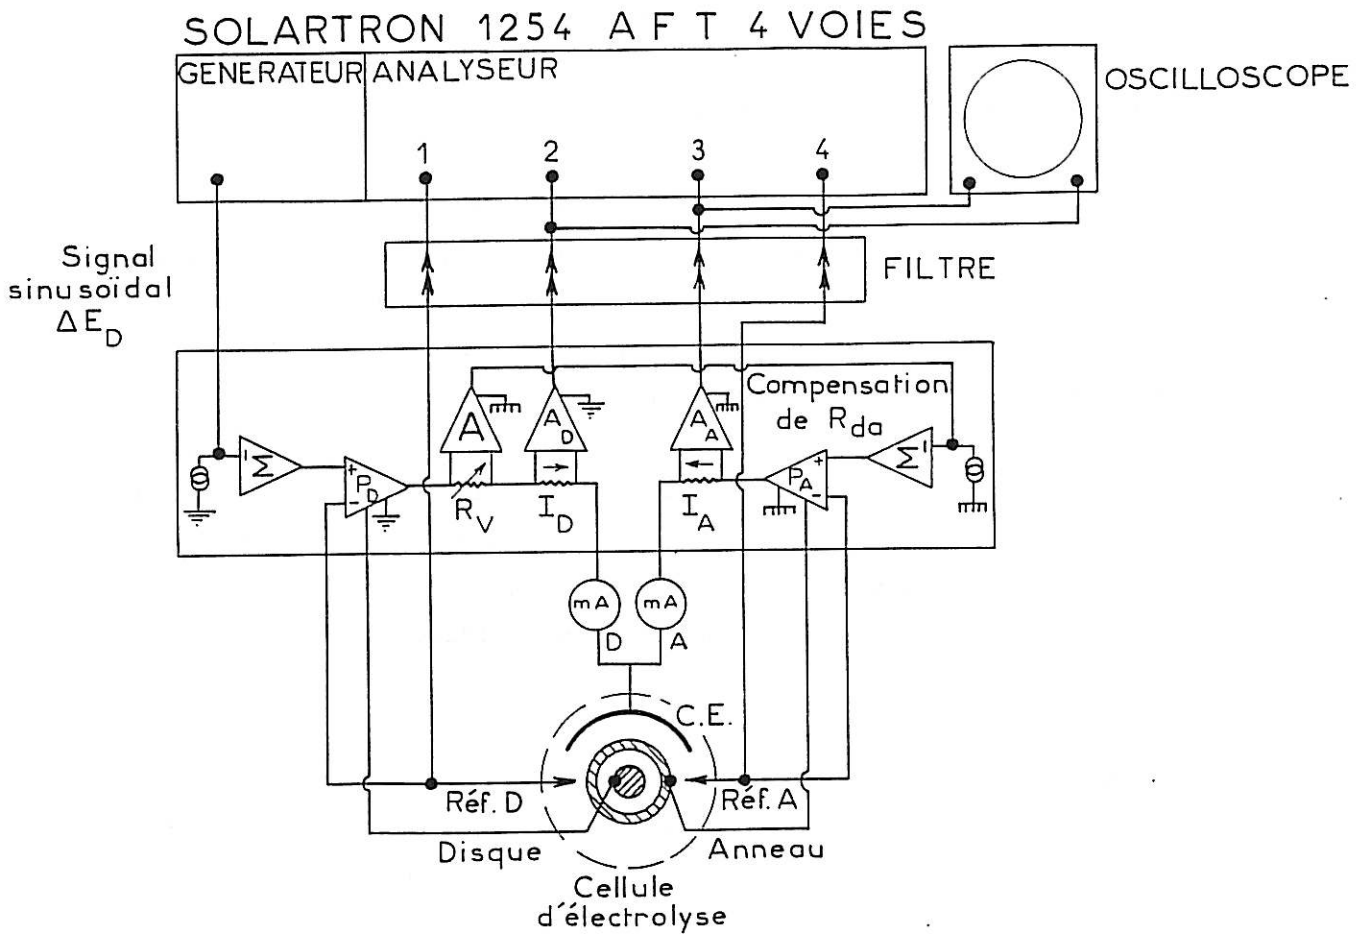 SOLARTRON 1254 A F T 4 VOIES
GENERATEUR ANALYSEUR
OSCILLOSCOPE
1 2 3 4
Signal
sinusoïdal
ΔE_D
FILTRE
Compensation
de R_da
A A_D A_A
Σ P_D P_A Σ
+ - + -
R_V I_D I_A
mA mA
D A
C.E.
Réf. D Réf. A
Disque Anneau
Cellule
d'électrolyse